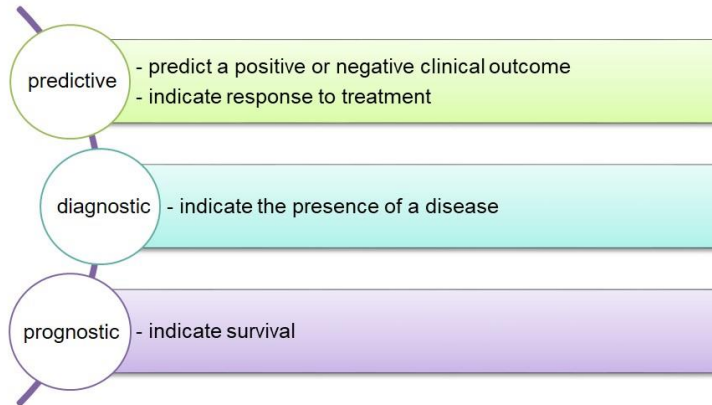 predictive
- predict a positive or negative clinical outcome
- indicate response to treatment
diagnostic
- indicate the presence of a disease
prognostic
- indicate survival